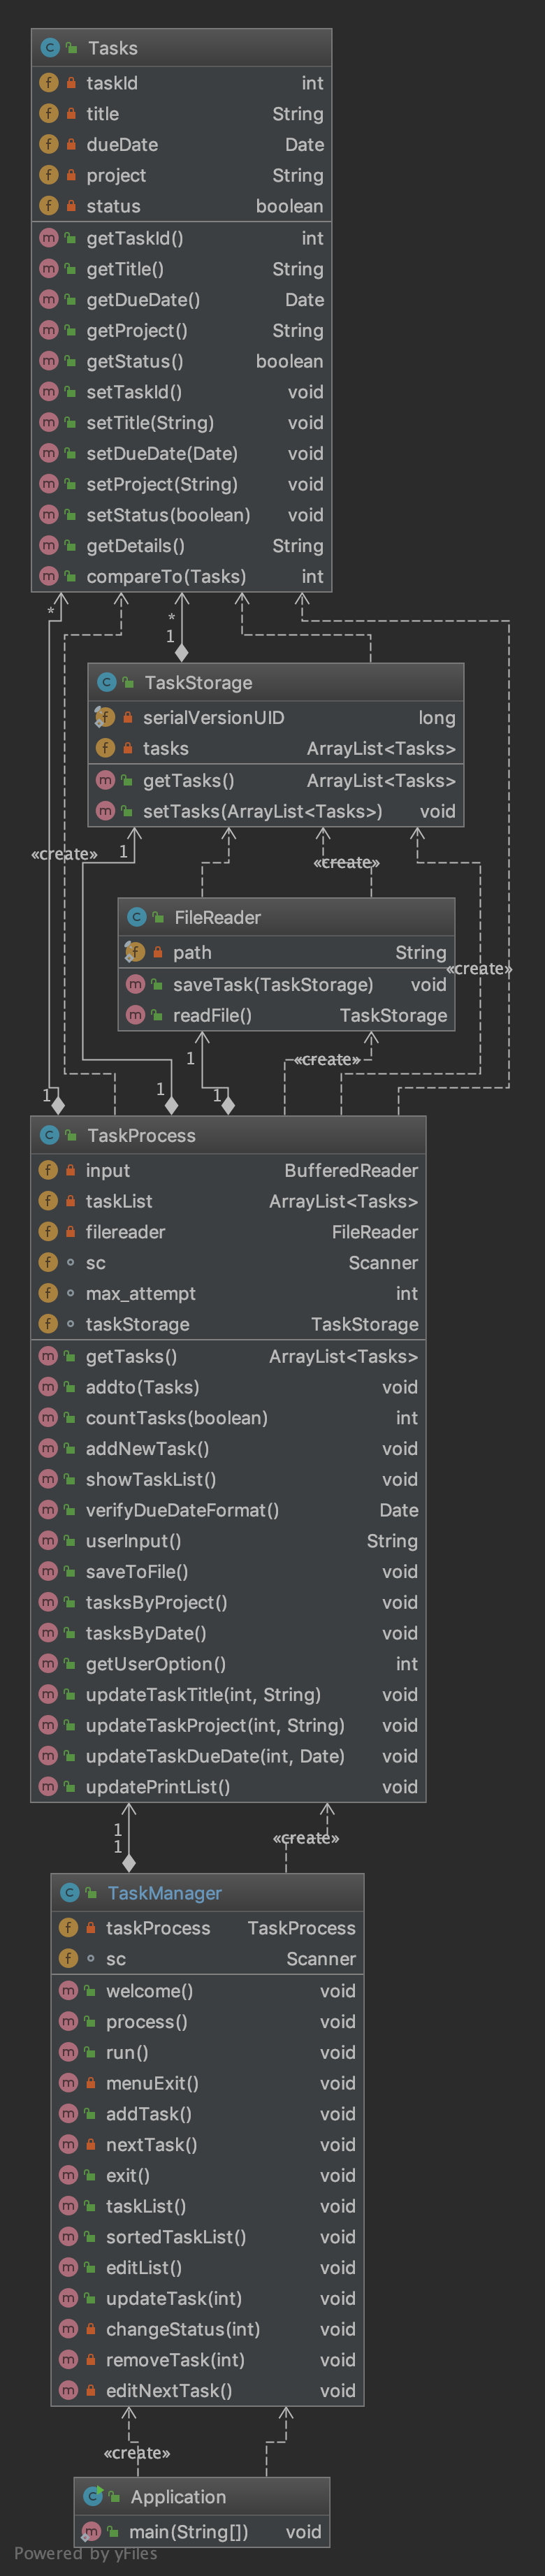 Tasks
taskId int
title String
dueDate Date
project String
status boolean
getTaskId() int
getTitle() String
getDueDate() Date
getProject() String
getStatus() boolean
setTaskId() void
setTitle(String) void
setDueDate(Date) void
setProject(String) void
setStatus(boolean) void
getDetails() String
compareTo(Tasks) int
* *
1
TaskStorage
serialVersionUID long
tasks ArrayList<Tasks>
getTasks() ArrayList<Tasks>
setTasks(ArrayList<Tasks>) void
«create» 1 «create»
FileReader
path String
«create»
saveTask(TaskStorage) void
readFile() TaskStorage
1 «create»
1 1 1
TaskProcess
input BufferedReader
taskList ArrayList<Tasks>
filereader FileReader
sc Scanner
max_attempt int
taskStorage TaskStorage
getTasks() ArrayList<Tasks>
addto(Tasks) void
countTasks(boolean) int
addNewTask() void
showTaskList() void
verifyDueDateFormat() Date
userInput() String
saveToFile() void
tasksByProject() void
tasksByDate() void
getUserOption() int
updateTaskTitle(int, String) void
updateTaskProject(int, String) void
updateTaskDueDate(int, Date) void
updatePrintList() void
1
1 «create»
TaskManager
taskProcess TaskProcess
sc Scanner
welcome() void
process() void
run() void
menuExit() void
addTask() void
nextTask() void
exit() void
taskList() void
sortedTaskList() void
editList() void
updateTask(int) void
changeStatus(int) void
removeTask(int) void
editNextTask() void
«create»
Application
main(String[]) void
Powered by yFiles